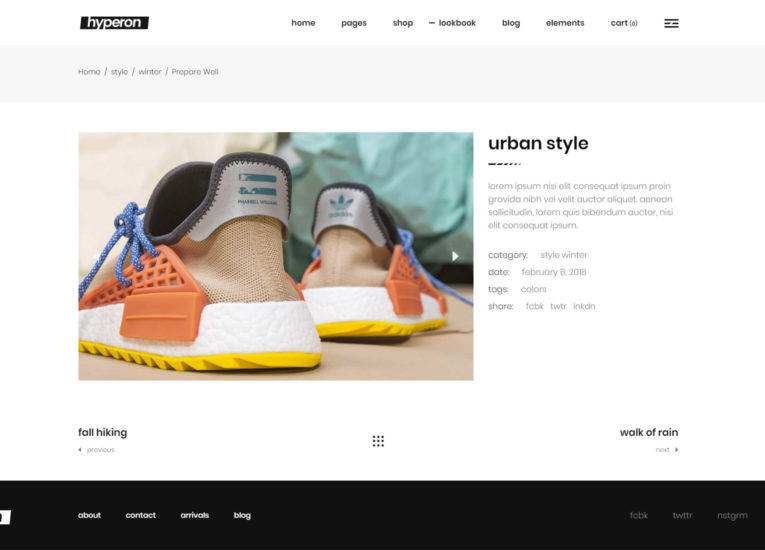 hyperon
home pages shop lookbook blog elements cart (0)
Home / style / winter / Prepare Well
urban style
lorem ipsum nisi elit consequat ipsum proin
gravida nibh vel velit auctor aliquet. aenean
sollicitudin, lorem quis bibendum auctor, nisi
elit consequat ipsum.
PHARRELL WILLIAMS
adidas
category: style winter
date: february 8, 2018
tags: colors
share: fcbk twtr lnkdn
fall hiking
walk of rain
previous
next
about contact arrivals blog
fcbk twttr nstgrm